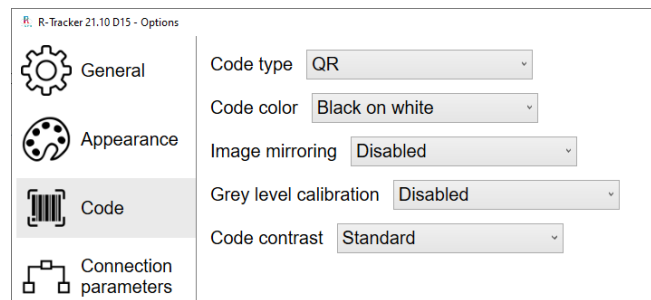 R-Tracker 21.10 D15 - Options
General
Appearance
Code
Connection
parameters
Code type QR
Code color Black on white
Image mirroring Disabled
Grey level calibration Disabled
Code contrast Standard